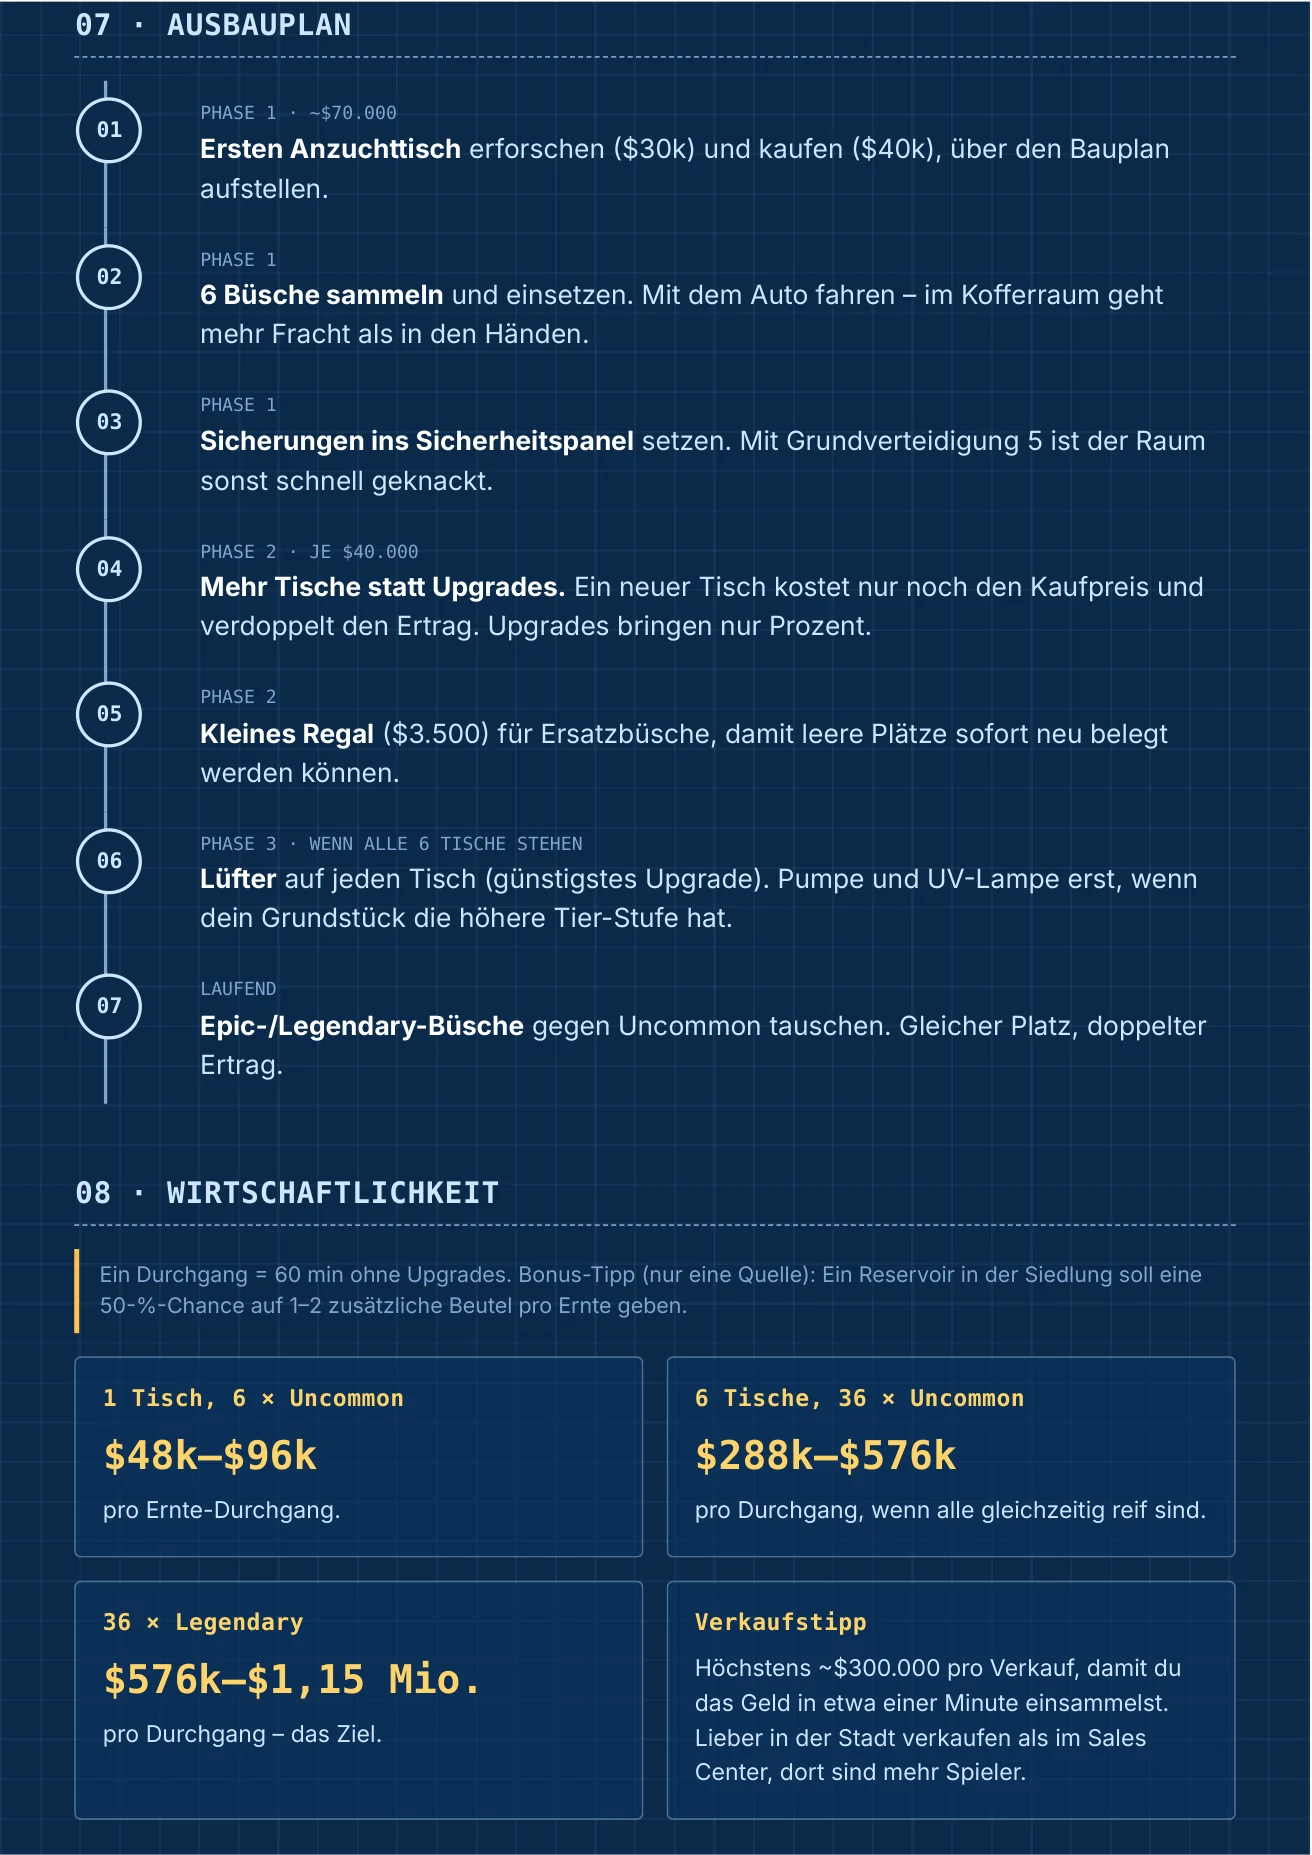 07 · AUSBAUPLAN
01
PHASE 1 · ~$70.000
Ersten Anzuchttisch erforschen ($30k) und kaufen ($40k), über den Bauplan
aufstellen.
02
PHASE 1
6 Büsche sammeln und einsetzen. Mit dem Auto fahren – im Kofferraum geht
mehr Fracht als in den Händen.
03
PHASE 1
Sicherungen ins Sicherheitspanel setzen. Mit Grundverteidigung 5 ist der Raum
sonst schnell geknackt.
04
PHASE 2 · JE $40.000
Mehr Tische statt Upgrades. Ein neuer Tisch kostet nur noch den Kaufpreis und
verdoppelt den Ertrag. Upgrades bringen nur Prozent.
05
PHASE 2
Kleines Regal ($3.500) für Ersatzbüsche, damit leere Plätze sofort neu belegt
werden können.
06
PHASE 3 · WENN ALLE 6 TISCHE STEHEN
Lüfter auf jeden Tisch (günstigstes Upgrade). Pumpe und UV-Lampe erst, wenn
dein Grundstück die höhere Tier-Stufe hat.
07
LAUFEND
Epic-/Legendary-Büsche gegen Uncommon tauschen. Gleicher Platz, doppelter
Ertrag.
08 · WIRTSCHAFTLICHKEIT
Ein Durchgang = 60 min ohne Upgrades. Bonus-Tipp (nur eine Quelle): Ein Reservoir in der Siedlung soll eine
50-%-Chance auf 1–2 zusätzliche Beutel pro Ernte geben.
1 Tisch, 6 × Uncommon
$48k–$96k
pro Ernte-Durchgang.
6 Tische, 36 × Uncommon
$288k–$576k
pro Durchgang, wenn alle gleichzeitig reif sind.
36 × Legendary
$576k–$1,15 Mio.
pro Durchgang – das Ziel.
Verkaufstipp
Höchstens ~$300.000 pro Verkauf, damit du
das Geld in etwa einer Minute einsammelst.
Lieber in der Stadt verkaufen als im Sales
Center, dort sind mehr Spieler.